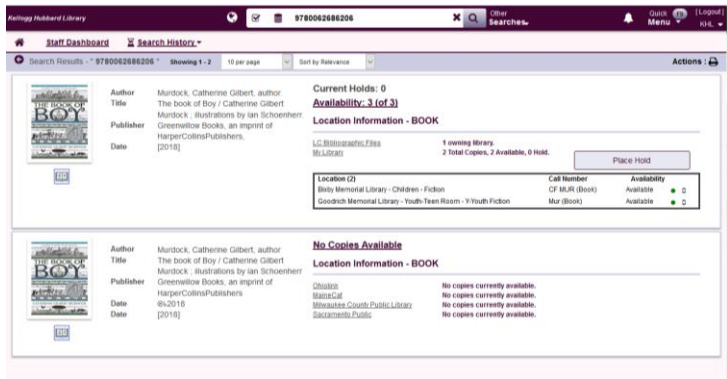 Kellogg Hubbard Library
9780062686206
Other
Searches
Quick
Menu
[Logout]
KHL
Staff Dashboard
Search History
Search Results - " 9780062686206 " Showing 1 - 2 10 per page Sort by Relevance Actions :
THE BOOK OF
BOY
Author Murdock, Catherine Gilbert, author.
Title The book of Boy / Catherine Gilbert
Murdock ; illustrations by Ian Schoenherr.
Publisher Greenwillow Books, an imprint of
HarperCollinsPublishers,
Date [2018]
Current Holds: 0
Availability: 3 (of 3)
Location Information - BOOK
LC Bibliographic Files 1 owning library.
My Library 2 Total Copies, 2 Available, 0 Hold.
Place Hold
Location (2) Call Number Availability
Bixby Memorial Library - Children - Fiction CF MUR (Book) Available
Goodrich Memorial Library - Youth-Teen Room - Y-Youth Fiction Mur (Book) Available
THE BOOK OF
BOY
Author Murdock, Catherine Gilbert, author
Title The book of Boy / Catherine Gilbert
Murdock ; illustrations by Ian Schoenherr
Publisher Greenwillow Books, an imprint of
HarperCollinsPublishers
Date ©2018
Date [2018]
No Copies Available
Location Information - BOOK
Ohiolink No copies currently available.
MaineCat No copies currently available.
Milwaukee County Public Library No copies currently available.
Sacramento Public No copies currently available.